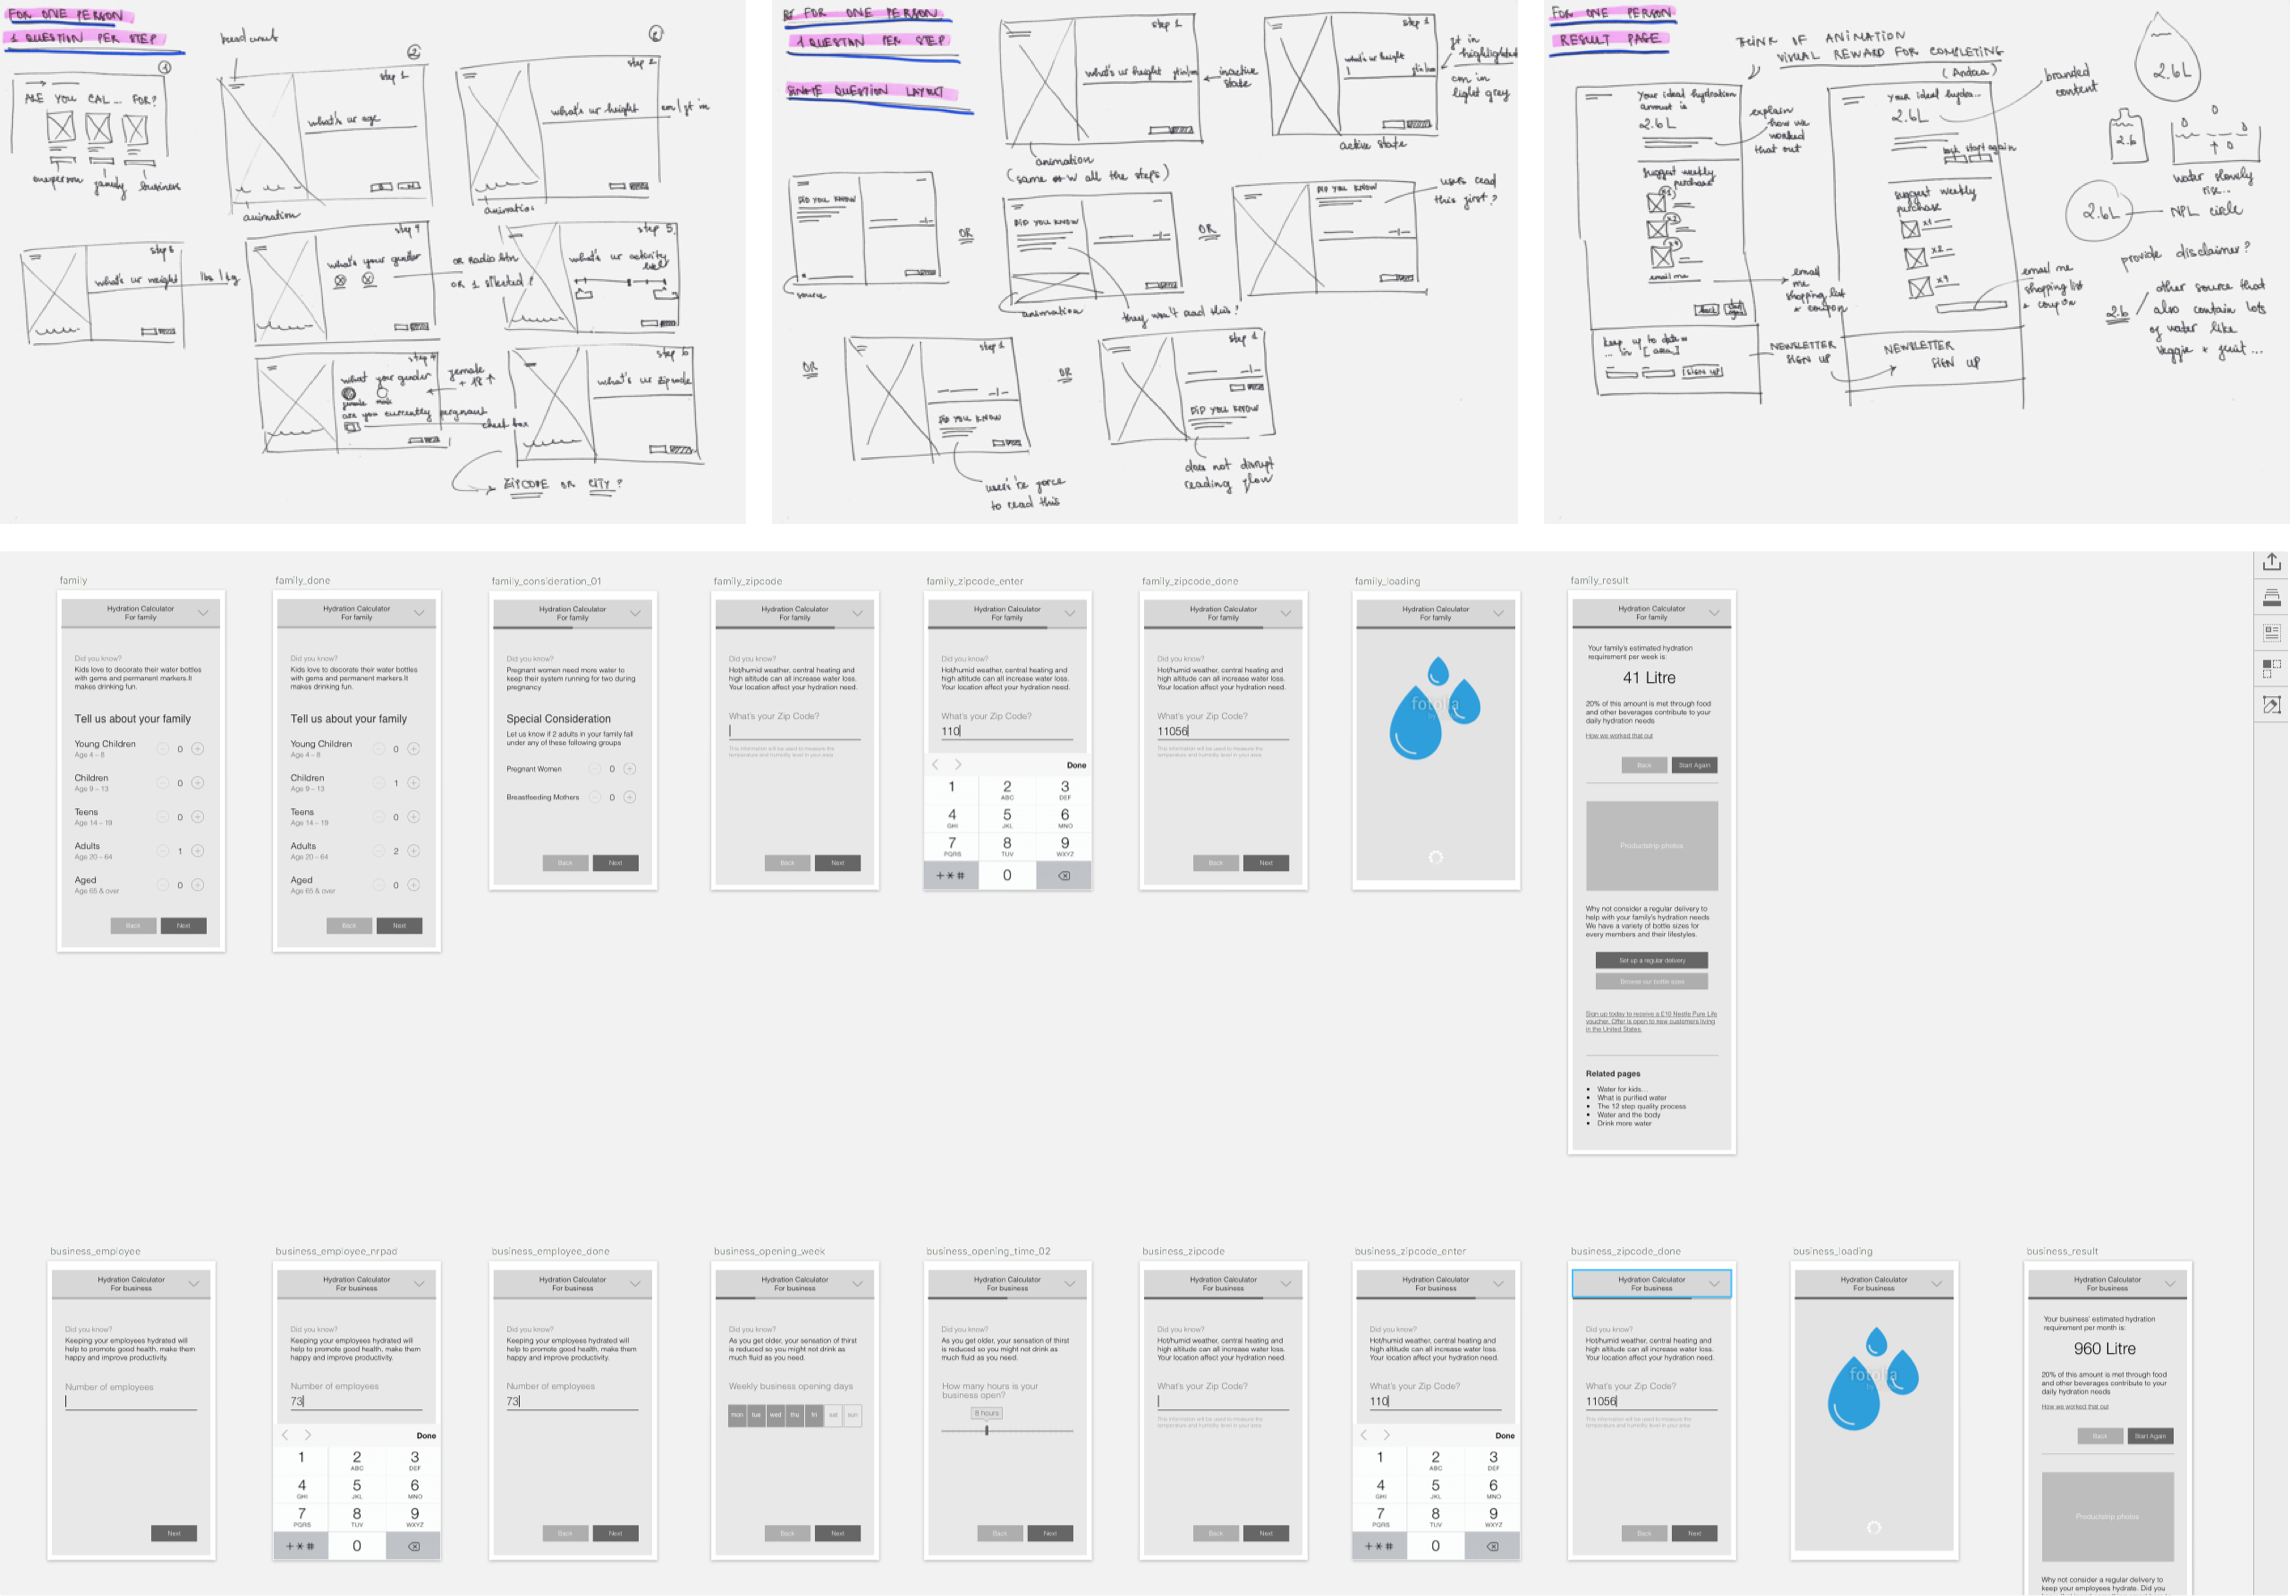 FOR ONE PERSON
1 QUESTION PER STEP
1
ARE YOU CAL... FOR?
one person
family
business
2
step 1
what's ur age
animation
step 2
what's ur height
cm/ft in
animation
step 3
what's ur weight
lbs/kg
step 4
what's your gender
OR Radio btn
OR 1 selected?
step 5
what's ur activity
level
step 4
what your gender
female
+ 18 ↑
female
male
are you currently pregnant
check box
step 6
what's ur zipcode
ZIPCODE OR CITY?
FOR ONE PERSON
1 QUESTION PER STEP
SINGLE QUESTION LAYOUT
step 1
what's ur height ft in/cm
inactive
state
animation
(same w all the steps)
step 1
what's ur height
ft in/cm
ft in
highlighted
cm in
light grey
active state
DID YOU KNOW
source
OR
DID YOU KNOW
animation
they won't read this?
OR
DID YOU KNOW
users read
this first?
OR
step 1
DID YOU KNOW
users're force
to read this
OR
step 1
DID YOU KNOW
does not disrupt
reading flow
FOR ONE PERSON
RESULT PAGE
THINK OF ANIMATION
VISUAL REWARD FOR COMPLETING
(Andrea)
Your ideal hydration
amount is
2.6L
explain
how we
worked
that out
suggest weekly
purchase
email me
email
me
shopping list
+ coupon
back
start again
keep up to date
... in [area]
SIGN UP
NEWSLETTER
SIGN UP
your ideal hydra...
2.6L
branded
content
back start again
suggest weekly
purchase
x1
x2
x4
email me
shopping list
+ coupon
NEWSLETTER
SIGN UP
2.6L
2.6
water slowly
rise...
2.6L
NPL circle
provide disclaimer?
2.6
other source that
also contain lots
of water like
veggie + fruit...
family
Hydration Calculator
For family
Did you know?
Kids love to decorate their water bottles
with gems and permanent markers.It
makes drinking fun.
Tell us about your family
Young Children
Age 4 – 8
0
Children
Age 9 – 13
0
Teens
Age 14 – 19
0
Adults
Age 20 – 64
1
Aged
Age 65 & over
0
Back
Next
family_done
Hydration Calculator
For family
Did you know?
Kids love to decorate their water bottles
with gems and permanent markers.It
makes drinking fun.
Tell us about your family
Young Children
Age 4 – 8
0
Children
Age 9 – 13
1
Teens
Age 14 – 19
0
Adults
Age 20 – 64
2
Aged
Age 65 & over
0
Back
Next
family_consideration_01
Hydration Calculator
For family
Did you know?
Pregnant women need more water to
keep their system running for two during
pregnancy
Special Consideration
Let us know if 2 adults in your family fall
under any of these following groups
Pregnant Women
0
Breastfeeding Mothers
0
Back
Next
family_zipcode
Hydration Calculator
For family
Did you know?
Hot/humid weather, central heating and
high altitude can all increase water loss.
Your location affect your hydration need.
What's your Zip Code?
This information will be used to measure the
temperature and humidity level in your area
Back
Next
family_zipcode_enter
Hydration Calculator
For family
Did you know?
Hot/humid weather, central heating and
high altitude can all increase water loss.
Your location affect your hydration need.
What's your Zip Code?
110
Done
1 2 3
ABC DEF
4 5 6
GHI JKL MNO
7 8 9
PQRS TUV WXYZ
+*# 0
family_zipcode_done
Hydration Calculator
For family
Did you know?
Hot/humid weather, central heating and
high altitude can all increase water loss.
Your location affect your hydration need.
What's your Zip Code?
11056
This information will be used to measure the
temperature and humidity level in your area
Back
Next
family_loading
Hydration Calculator
For family
fotolia
family_result
Hydration Calculator
For family
Your family's estimated hydration
requirement per week is:
41 Litre
20% of this amount is met through food
and other beverages contribute to your
daily hydration needs
How we worked that out
Back
Start Again
Productstrip photos
Why not consider a regular delivery to
help with your family's hydration needs
We have a variety of bottle sizes for
every members and their lifestyles.
Set up a regular delivery
Browse our bottle sizes
Sign up today to receive a £10 Nestle Pure Life
voucher. Offer is open to new customers living
in the United States.
Related pages
• Water for kids...
• What is purified water
• The 12 step quality process
• Water and the body
• Drink more water
business_employee
Hydration Calculator
For business
Did you know?
Keeping your employees hydrated will
help to promote good health, make them
happy and improve productivity.
Number of employees
Next
business_employee_nrpad
Hydration Calculator
For business
Did you know?
Keeping your employees hydrated will
help to promote good health, make them
happy and improve productivity.
Number of employees
73
Done
1 2 3
ABC DEF
4 5 6
GHI JKL MNO
7 8 9
PQRS TUV WXYZ
+*# 0
business_employee_done
Hydration Calculator
For business
Did you know?
Keeping your employees hydrated will
help to promote good health, make them
happy and improve productivity.
Number of employees
73
Back
Next
business_opening_week
Hydration Calculator
For business
Did you know?
As you get older, your sensation of thirst
is reduced so you might not drink as
much fluid as you need.
Weekly business opening days
mon tue wed thu fri sat sun
Back
Next
business_opening_time_02
Hydration Calculator
For business
Did you know?
As you get older, your sensation of thirst
is reduced so you might not drink as
much fluid as you need.
How many hours is your
business open?
8 hours
Back
Next
business_zipcode
Hydration Calculator
For business
Did you know?
Hot/humid weather, central heating and
high altitude can all increase water loss.
Your location affect your hydration need.
What's your Zip Code?
This information will be used to measure the
temperature and humidity level in your area
Back
Next
business_zipcode_enter
Hydration Calculator
For business
Did you know?
Hot/humid weather, central heating and
high altitude can all increase water loss.
Your location affect your hydration need.
What's your Zip Code?
110
Done
1 2 3
ABC DEF
4 5 6
GHI JKL MNO
7 8 9
PQRS TUV WXYZ
+*# 0
business_zipcode_done
Hydration Calculator
For business
Did you know?
Hot/humid weather, central heating and
high altitude can all increase water loss.
Your location affect your hydration need.
What's your Zip Code?
11056
This information will be used to measure the
temperature and humidity level in your area
Back
Next
business_loading
Hydration Calculator
For business
fotolia
business_result
Hydration Calculator
For business
Your business' estimated hydration
requirement per month is:
960 Litre
20% of this amount is met through food
and other beverages contribute to your
daily hydration needs
How we worked that out
Back
Start Again
Productstrip photos
Why not consider a regular delivery to
keep your employees hydrate. Did you